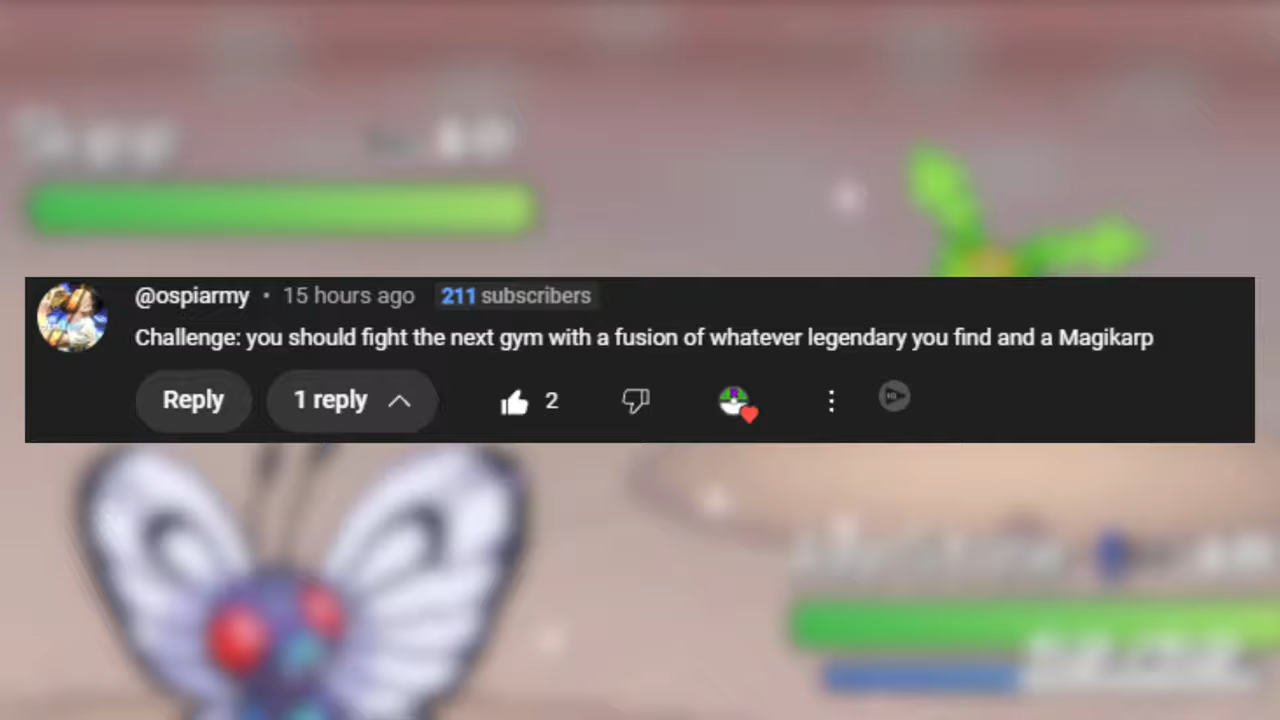 @ospiarmy • 15 hours ago 211 subscribers
Challenge: you should fight the next gym with a fusion of whatever legendary you find and a Magikarp
Reply 1 reply 2